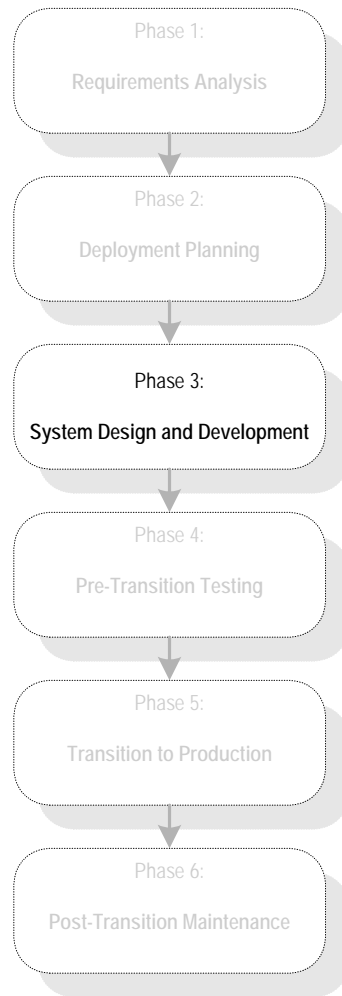 Phase 1:
Requirements Analysis
Phase 2:
Deployment Planning
Phase 3:
System Design and Development
Phase 4:
Pre-Transition Testing
Phase 5:
Transition to Production
Phase 6:
Post-Transition Maintenance